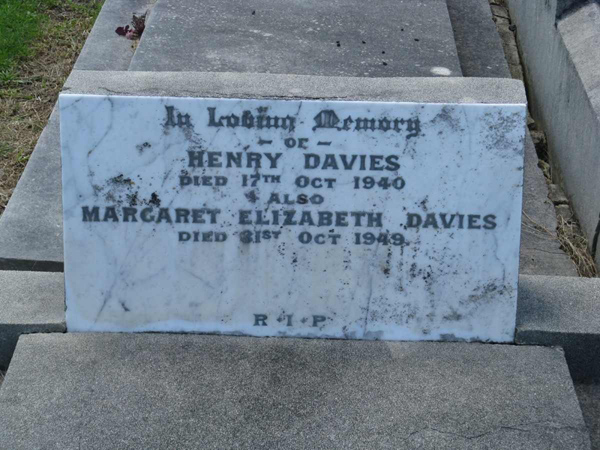 In Loving Memory
– OF –
HENRY DAVIES
DIED 17TH OCT 1940
ALSO
MARGARET ELIZABETH DAVIES
DIED 31ST OCT 1949
R·I·P